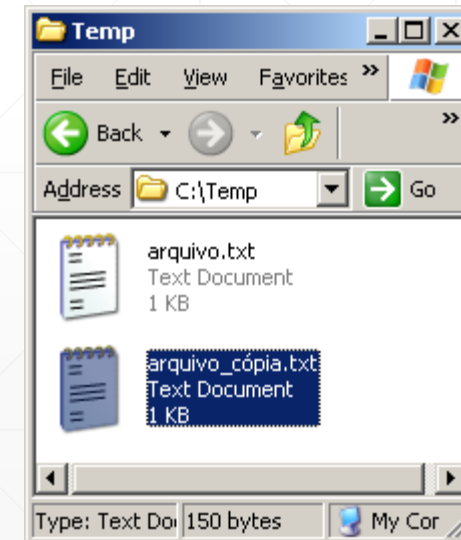 Temp
File Edit View Favorites »
Back »
Address C:\Temp Go
arquivo.txt
Text Document
1 KB
arquivo_cópia.txt
Text Document
1 KB
Type: Text Do 150 bytes My Cor